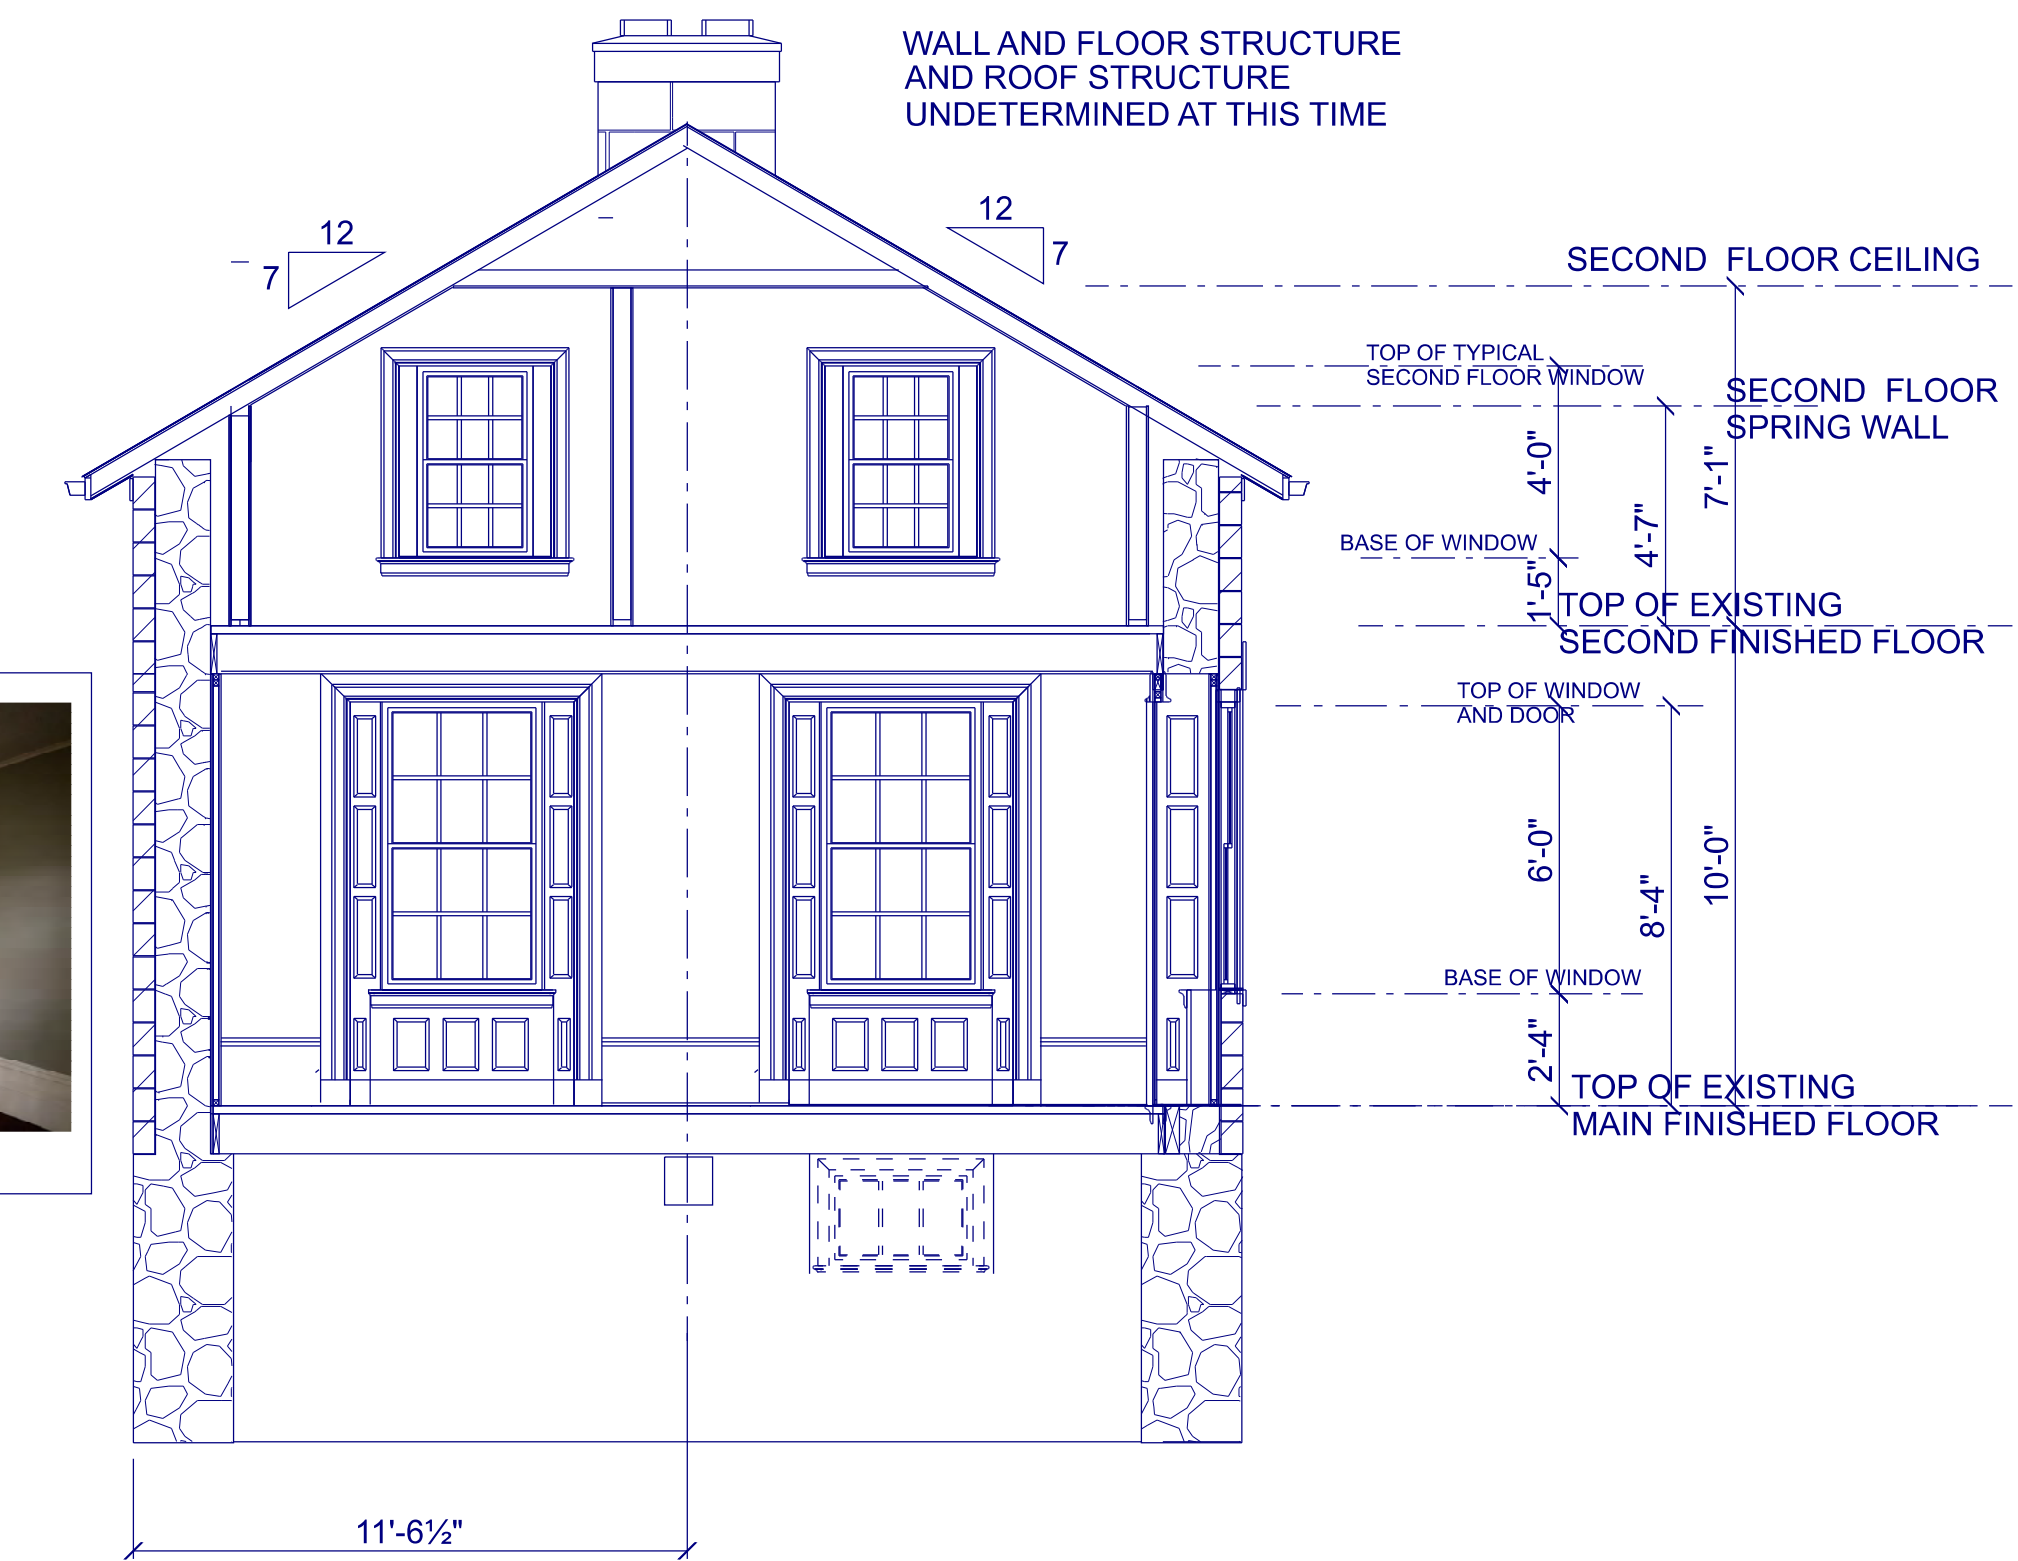 WALL AND FLOOR STRUCTURE
AND ROOF STRUCTURE
UNDETERMINED AT THIS TIME
12
7
12
7
SECOND FLOOR CEILING
TOP OF TYPICAL
SECOND FLOOR WINDOW
SECOND FLOOR
SPRING WALL
4'-0"
7'-1"
4'-7"
BASE OF WINDOW
1'-5"
TOP OF EXISTING
SECOND FINISHED FLOOR
TOP OF WINDOW
AND DOOR
6'-0"
8'-4"
10'-0"
BASE OF WINDOW
2'-4"
TOP OF EXISTING
MAIN FINISHED FLOOR
11'-6½"